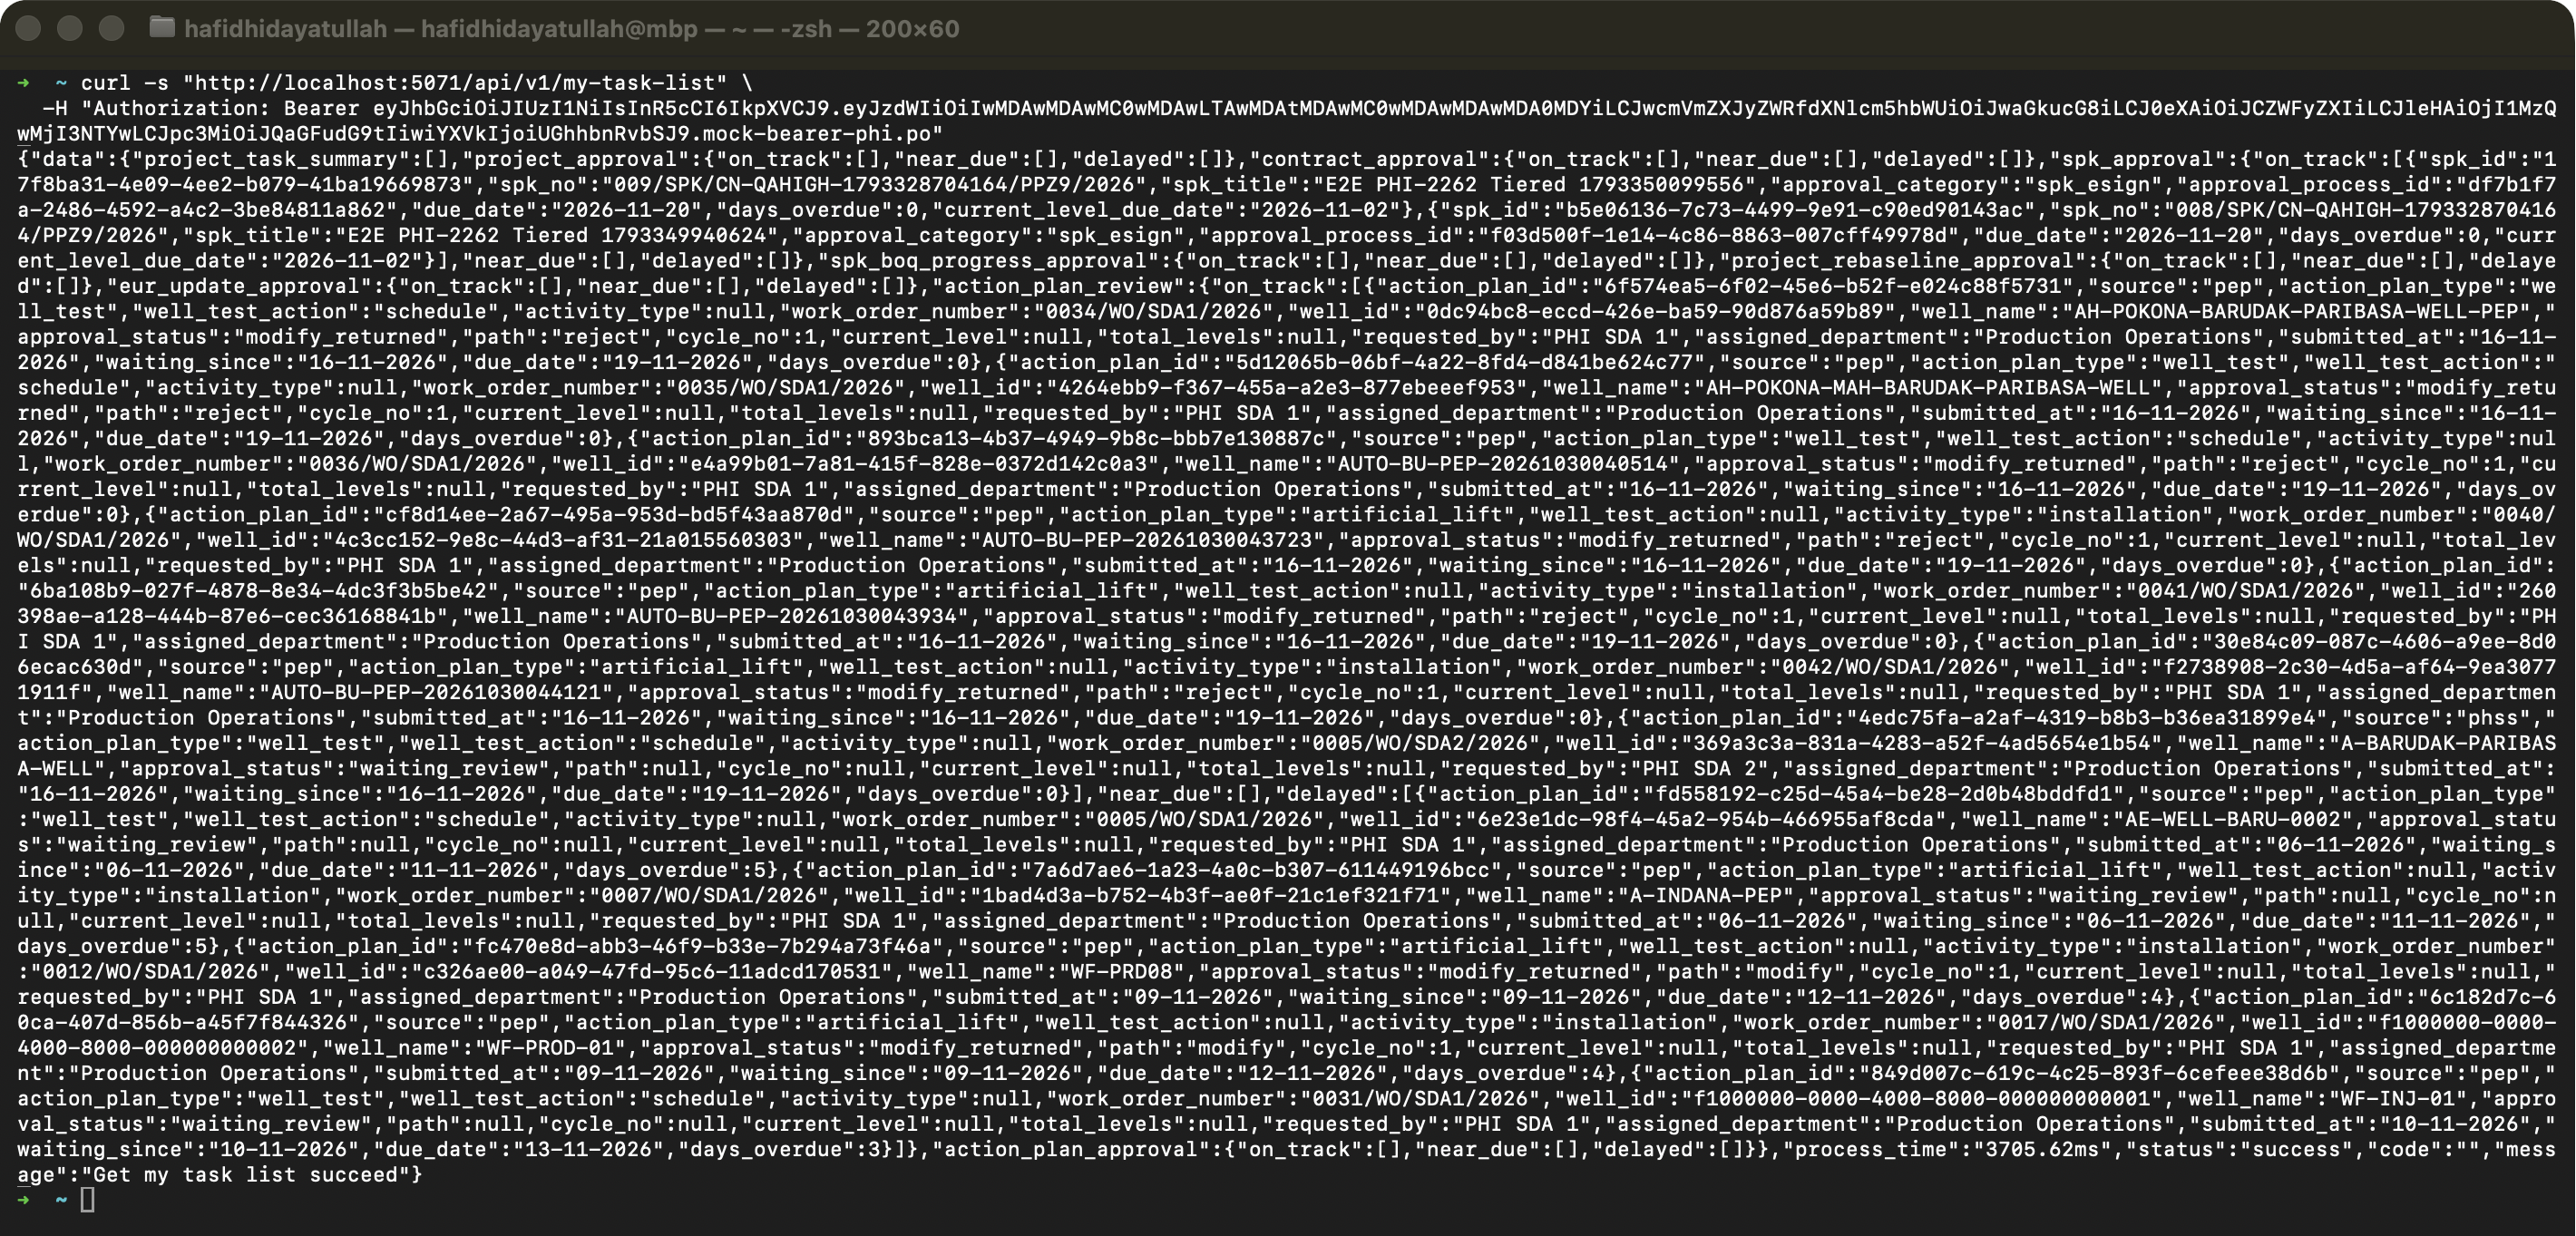 hafidhidayatullah — hafidhidayatullah@mbp — ~ — -zsh — 200×60
➜  ~ curl -s "http://localhost:5071/api/v1/my-task-list" \
  -H "Authorization: Bearer eyJhbGciOiJIUzI1NiIsInR5cCI6IkpXVCJ9.eyJzdWIiOiIwMDAwMDAwMC0wMDAwLTAwMDAtMDAwMC0wMDAwMDAwMDA0MDYiLCJwcmVmZXJyZWRfdXNlcm5hbWUiOiJwaGkucG8iLCJ0eXAiOiJCZWFyZXIiLCJleHAiOjI1MzQ
wMjI3NTYwLCJpc3MiOiJQaGFudG9tIiwiYXVkIjoiUGhhbnRvbSJ9.mock-bearer-phi.po"
{"data":{"project_task_summary":[],"project_approval":{"on_track":[],"near_due":[],"delayed":[]},"contract_approval":{"on_track":[],"near_due":[],"delayed":[]},"spk_approval":{"on_track":[{"spk_id":"1
7f8ba31-4e09-4ee2-b079-41ba19669873","spk_no":"009/SPK/CN-QAHIGH-1793328704164/PPZ9/2026","spk_title":"E2E PHI-2262 Tiered 1793350099556","approval_category":"spk_esign","approval_process_id":"df7b1f7
a-2486-4592-a4c2-3be84811a862","due_date":"2026-11-20","days_overdue":0,"current_level_due_date":"2026-11-02"},{"spk_id":"b5e06136-7c73-4499-9e91-c90ed90143ac","spk_no":"008/SPK/CN-QAHIGH-179332870416
4/PPZ9/2026","spk_title":"E2E PHI-2262 Tiered 1793349940624","approval_category":"spk_esign","approval_process_id":"f03d500f-1e14-4c86-8863-007cff49978d","due_date":"2026-11-20","days_overdue":0,"curr
ent_level_due_date":"2026-11-02"}],"near_due":[],"delayed":[]},"spk_boq_progress_approval":{"on_track":[],"near_due":[],"delayed":[]},"project_rebaseline_approval":{"on_track":[],"near_due":[],"delaye
d":[]},"eur_update_approval":{"on_track":[],"near_due":[],"delayed":[]},"action_plan_review":{"on_track":[{"action_plan_id":"6f574ea5-6f02-45e6-b52f-e024c88f5731","source":"pep","action_plan_type":"we
ll_test","well_test_action":"schedule","activity_type":null,"work_order_number":"0034/WO/SDA1/2026","well_id":"0dc94bc8-eccd-426e-ba59-90d876a59b89","well_name":"AH-POKONA-BARUDAK-PARIBASA-WELL-PEP","
approval_status":"modify_returned","path":"reject","cycle_no":1,"current_level":null,"total_levels":null,"requested_by":"PHI SDA 1","assigned_department":"Production Operations","submitted_at":"16-11-
2026","waiting_since":"16-11-2026","due_date":"19-11-2026","days_overdue":0},{"action_plan_id":"5d12065b-06bf-4a22-8fd4-d841be624c77","source":"pep","action_plan_type":"well_test","well_test_action":"
schedule","activity_type":null,"work_order_number":"0035/WO/SDA1/2026","well_id":"4264ebb9-f367-455a-a2e3-877ebeeef953","well_name":"AH-POKONA-MAH-BARUDAK-PARIBASA-WELL","approval_status":"modify_retu
rned","path":"reject","cycle_no":1,"current_level":null,"total_levels":null,"requested_by":"PHI SDA 1","assigned_department":"Production Operations","submitted_at":"16-11-2026","waiting_since":"16-11-
2026","due_date":"19-11-2026","days_overdue":0},{"action_plan_id":"893bca13-4b37-4949-9b8c-bbb7e130887c","source":"pep","action_plan_type":"well_test","well_test_action":"schedule","activity_type":nul
l,"work_order_number":"0036/WO/SDA1/2026","well_id":"e4a99b01-7a81-415f-828e-0372d142c0a3","well_name":"AUTO-BU-PEP-20261030040514","approval_status":"modify_returned","path":"reject","cycle_no":1,"cu
rrent_level":null,"total_levels":null,"requested_by":"PHI SDA 1","assigned_department":"Production Operations","submitted_at":"16-11-2026","waiting_since":"16-11-2026","due_date":"19-11-2026","days_ov
erdue":0},{"action_plan_id":"cf8d14ee-2a67-495a-953d-bd5f43aa870d","source":"pep","action_plan_type":"artificial_lift","well_test_action":null,"activity_type":"installation","work_order_number":"0040/
WO/SDA1/2026","well_id":"4c3cc152-9e8c-44d3-af31-21a015560303","well_name":"AUTO-BU-PEP-20261030043723","approval_status":"modify_returned","path":"reject","cycle_no":1,"current_level":null,"total_lev
els":null,"requested_by":"PHI SDA 1","assigned_department":"Production Operations","submitted_at":"16-11-2026","waiting_since":"16-11-2026","due_date":"19-11-2026","days_overdue":0},{"action_plan_id":
"6ba108b9-027f-4878-8e34-4dc3f3b5be42","source":"pep","action_plan_type":"artificial_lift","well_test_action":null,"activity_type":"installation","work_order_number":"0041/WO/SDA1/2026","well_id":"260
398ae-a128-444b-87e6-cec36168841b","well_name":"AUTO-BU-PEP-20261030043934","approval_status":"modify_returned","path":"reject","cycle_no":1,"current_level":null,"total_levels":null,"requested_by":"PH
I SDA 1","assigned_department":"Production Operations","submitted_at":"16-11-2026","waiting_since":"16-11-2026","due_date":"19-11-2026","days_overdue":0},{"action_plan_id":"30e84c09-087c-4606-a9ee-8d0
6ecac630d","source":"pep","action_plan_type":"artificial_lift","well_test_action":null,"activity_type":"installation","work_order_number":"0042/WO/SDA1/2026","well_id":"f2738908-2c30-4d5a-af64-9ea3077
1911f","well_name":"AUTO-BU-PEP-20261030044121","approval_status":"modify_returned","path":"reject","cycle_no":1,"current_level":null,"total_levels":null,"requested_by":"PHI SDA 1","assigned_departmen
t":"Production Operations","submitted_at":"16-11-2026","waiting_since":"16-11-2026","due_date":"19-11-2026","days_overdue":0},{"action_plan_id":"4edc75fa-a2af-4319-b8b3-b36ea31899e4","source":"phss","
action_plan_type":"well_test","well_test_action":"schedule","activity_type":null,"work_order_number":"0005/WO/SDA2/2026","well_id":"369a3c3a-831a-4283-a52f-4ad5654e1b54","well_name":"A-BARUDAK-PARIBAS
A-WELL","approval_status":"waiting_review","path":null,"cycle_no":null,"current_level":null,"total_levels":null,"requested_by":"PHI SDA 2","assigned_department":"Production Operations","submitted_at":
"16-11-2026","waiting_since":"16-11-2026","due_date":"19-11-2026","days_overdue":0}],"near_due":[],"delayed":[{"action_plan_id":"fd558192-c25d-45a4-be28-2d0b48bddfd1","source":"pep","action_plan_type"
:"well_test","well_test_action":"schedule","activity_type":null,"work_order_number":"0005/WO/SDA1/2026","well_id":"6e23e1dc-98f4-45a2-954b-466955af8cda","well_name":"AE-WELL-BARU-0002","approval_statu
s":"waiting_review","path":null,"cycle_no":null,"current_level":null,"total_levels":null,"requested_by":"PHI SDA 1","assigned_department":"Production Operations","submitted_at":"06-11-2026","waiting_s
ince":"06-11-2026","due_date":"11-11-2026","days_overdue":5},{"action_plan_id":"7a6d7ae6-1a23-4a0c-b307-611449196bcc","source":"pep","action_plan_type":"artificial_lift","well_test_action":null,"activ
ity_type":"installation","work_order_number":"0007/WO/SDA1/2026","well_id":"1bad4d3a-b752-4b3f-ae0f-21c1ef321f71","well_name":"A-INDANA-PEP","approval_status":"waiting_review","path":null,"cycle_no":n
ull,"current_level":null,"total_levels":null,"requested_by":"PHI SDA 1","assigned_department":"Production Operations","submitted_at":"06-11-2026","waiting_since":"06-11-2026","due_date":"11-11-2026","
days_overdue":5},{"action_plan_id":"fc470e8d-abb3-46f9-b33e-7b294a73f46a","source":"pep","action_plan_type":"artificial_lift","well_test_action":null,"activity_type":"installation","work_order_number"
:"0012/WO/SDA1/2026","well_id":"c326ae00-a049-47fd-95c6-11adcd170531","well_name":"WF-PRD08","approval_status":"modify_returned","path":"modify","cycle_no":1,"current_level":null,"total_levels":null,"
requested_by":"PHI SDA 1","assigned_department":"Production Operations","submitted_at":"09-11-2026","waiting_since":"09-11-2026","due_date":"12-11-2026","days_overdue":4},{"action_plan_id":"6c182d7c-6
0ca-407d-856b-a45f7f844326","source":"pep","action_plan_type":"artificial_lift","well_test_action":null,"activity_type":"installation","work_order_number":"0017/WO/SDA1/2026","well_id":"f1000000-0000-
4000-8000-000000000002","well_name":"WF-PROD-01","approval_status":"modify_returned","path":"modify","cycle_no":1,"current_level":null,"total_levels":null,"requested_by":"PHI SDA 1","assigned_departme
nt":"Production Operations","submitted_at":"09-11-2026","waiting_since":"09-11-2026","due_date":"12-11-2026","days_overdue":4},{"action_plan_id":"849d007c-619c-4c25-893f-6cefeee38d6b","source":"pep","
action_plan_type":"well_test","well_test_action":"schedule","activity_type":null,"work_order_number":"0031/WO/SDA1/2026","well_id":"f1000000-0000-4000-8000-000000000001","well_name":"WF-INJ-01","appro
val_status":"waiting_review","path":null,"cycle_no":null,"current_level":null,"total_levels":null,"requested_by":"PHI SDA 1","assigned_department":"Production Operations","submitted_at":"10-11-2026","
waiting_since":"10-11-2026","due_date":"13-11-2026","days_overdue":3}]},"action_plan_approval":{"on_track":[],"near_due":[],"delayed":[]}},"process_time":"3705.62ms","status":"success","code":"","mess
age":"Get my task list succeed"}
➜  ~